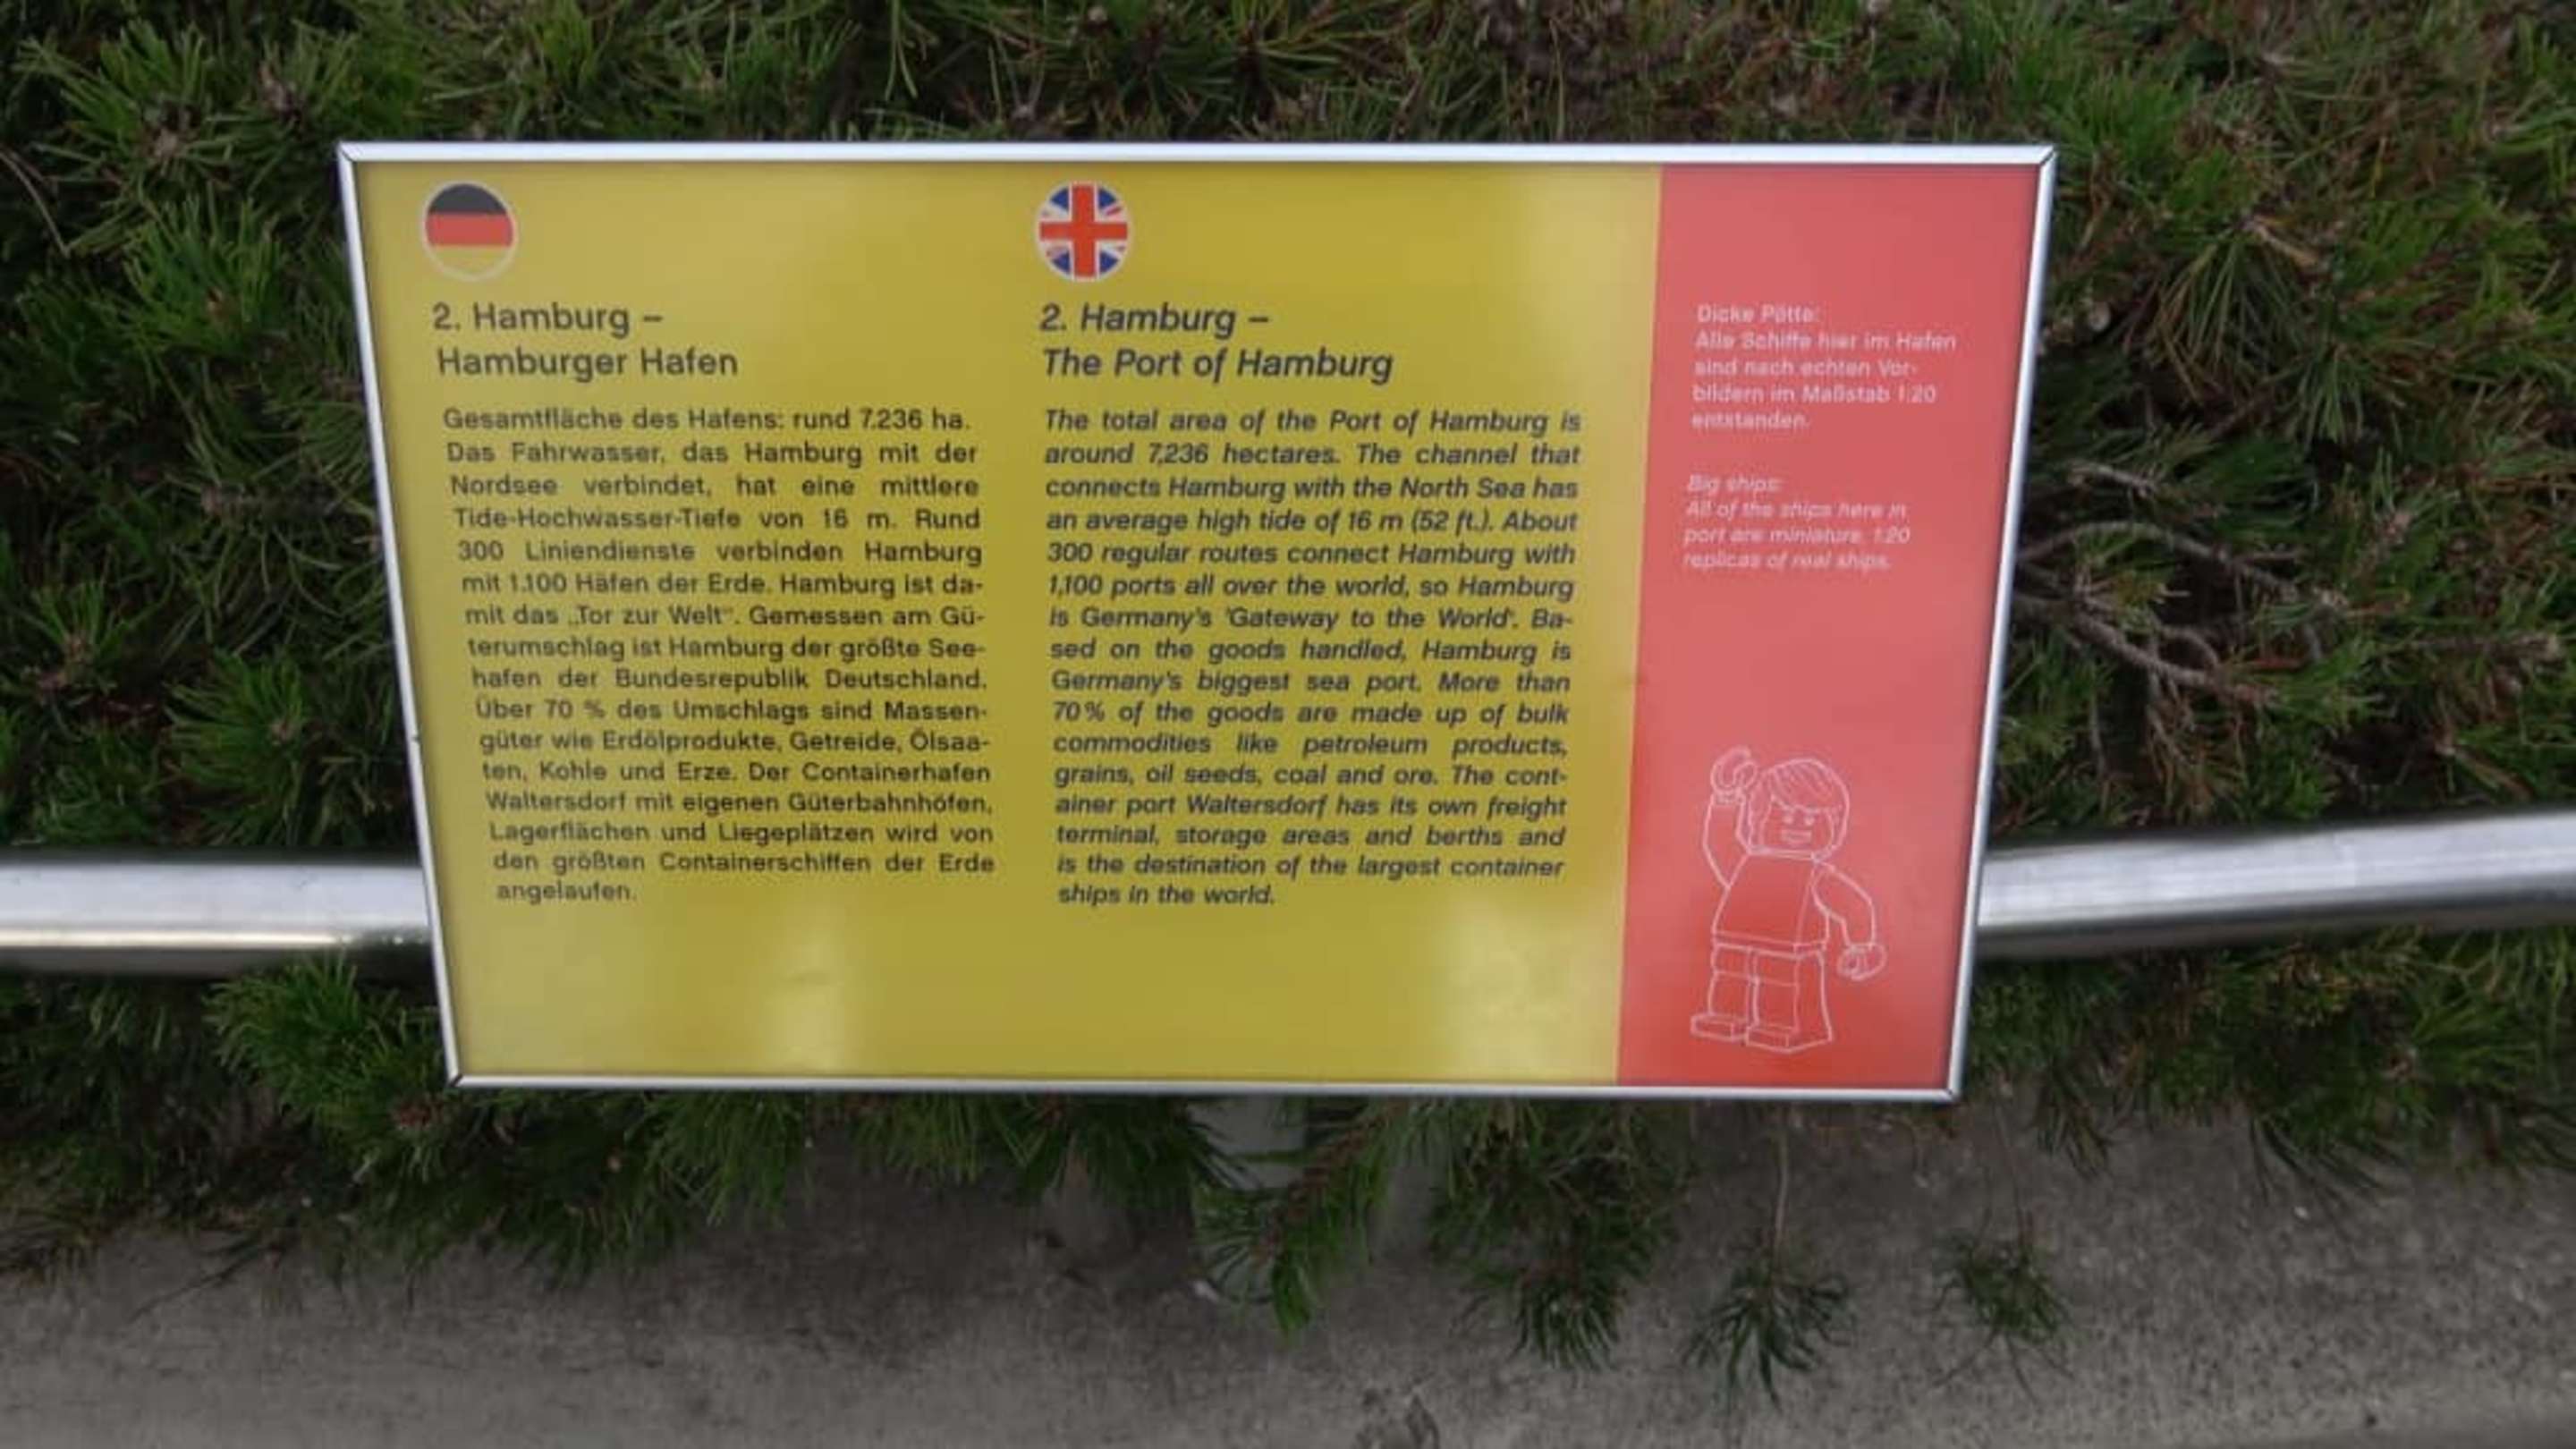 2. Hamburg –
Hamburger Hafen
Gesamtfläche des Hafens: rund 7.236 ha.
Das Fahrwasser, das Hamburg mit der
Nordsee verbindet, hat eine mittlere
Tide-Hochwasser-Tiefe von 16 m. Rund
300 Liniendienste verbinden Hamburg
mit 1.100 Häfen der Erde. Hamburg ist da-
mit das „Tor zur Welt“. Gemessen am Gü-
terumschlag ist Hamburg der größte See-
hafen der Bundesrepublik Deutschland.
Über 70 % des Umschlags sind Massen-
güter wie Erdölprodukte, Getreide, Ölsaa-
ten, Kohle und Erze. Der Containerhafen
Waltersdorf mit eigenen Güterbahnhöfen,
Lagerflächen und Liegeplätzen wird von
den größten Containerschiffen der Erde
angelaufen.
2. Hamburg –
The Port of Hamburg
The total area of the Port of Hamburg is
around 7,236 hectares. The channel that
connects Hamburg with the North Sea has
an average high tide of 16 m (52 ft.). About
300 regular routes connect Hamburg with
1,100 ports all over the world, so Hamburg
is Germany's 'Gateway to the World'. Ba-
sed on the goods handled, Hamburg is
Germany's biggest sea port. More than
70% of the goods are made up of bulk
commodities like petroleum products,
grains, oil seeds, coal and ore. The cont-
ainer port Waltersdorf has its own freight
terminal, storage areas and berths and
is the destination of the largest container
ships in the world.
Dicke Pötte:
Alle Schiffe hier im Hafen
sind nach echten Vor-
bildern im Maßstab 1:20
entstanden.
Big ships:
All of the ships here in
port are miniature, 1:20
replicas of real ships.